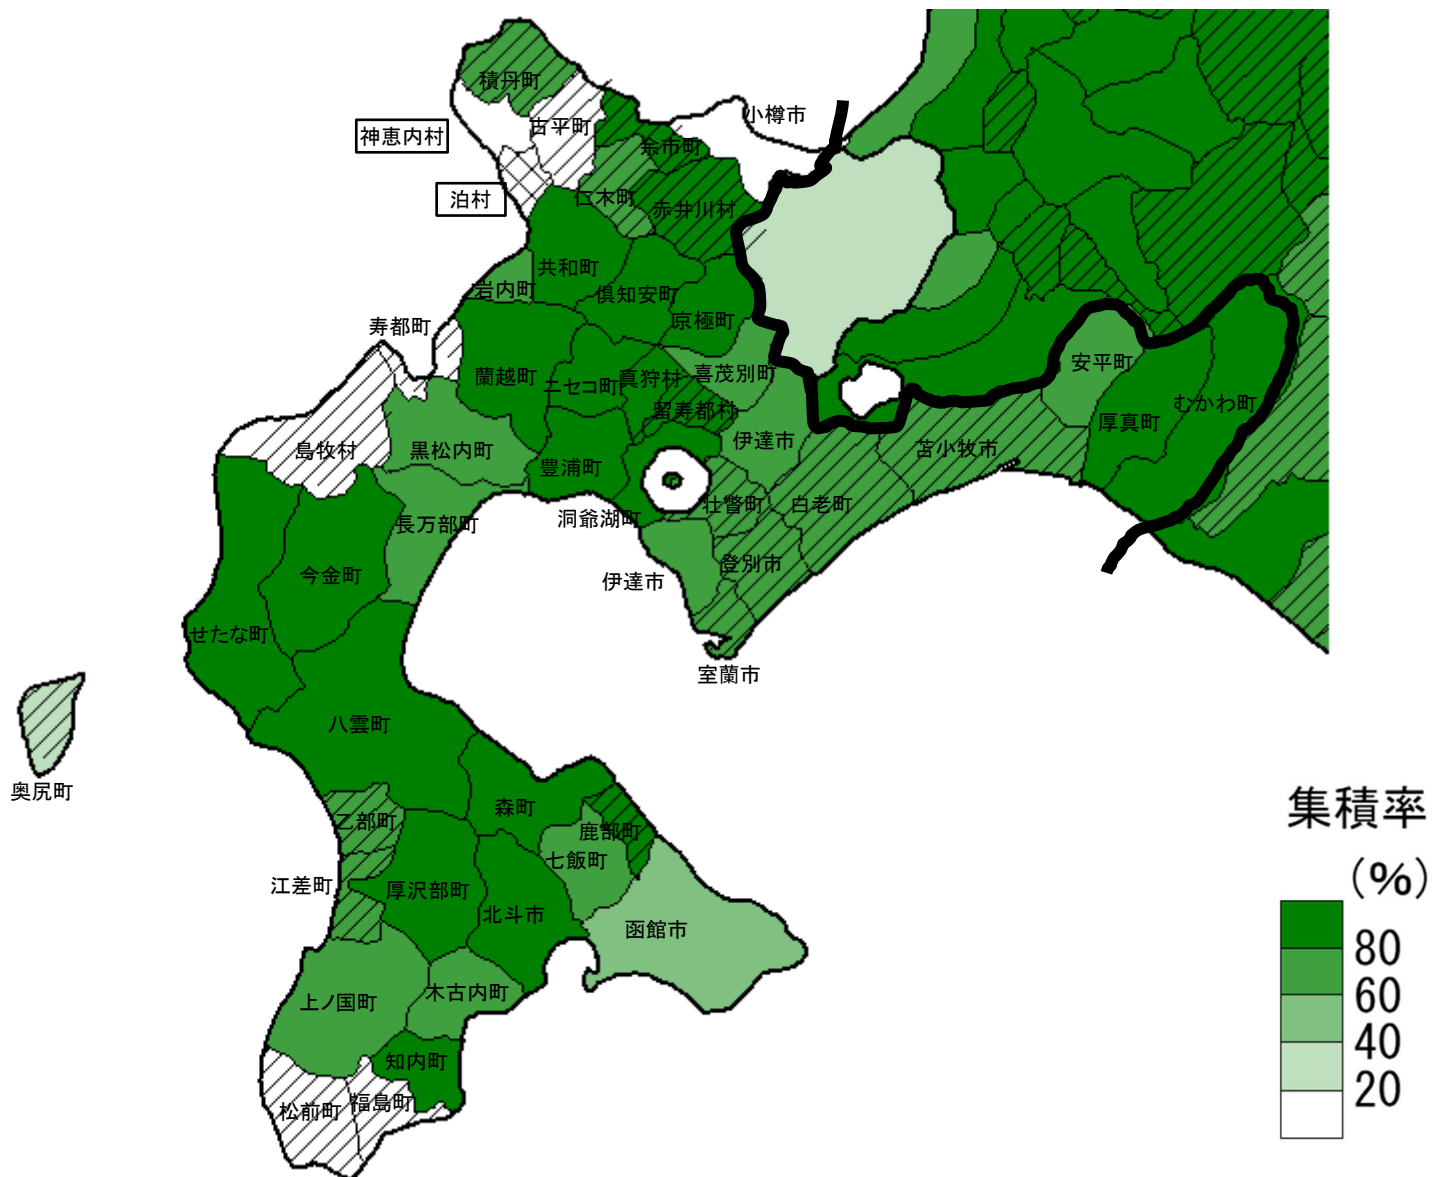 積丹町
小樽市
古平町
神恵内村
余市町
泊村
仁木町
赤井川村
共和町
岩内町
倶知安町
京極町
寿都町
安平町
蘭越町
ニセコ町
真狩村
喜茂別町
むかわ町
留寿都村
厚真町
島牧村
黒松内町
伊達市
苫小牧市
豊浦町
壮瞥町
白老町
洞爺湖町
長万部町
登別市
今金町
伊達市
せたな町
室蘭市
八雲町
奥尻町
森町
乙部町
鹿部町
七飯町
江差町
厚沢部町
北斗市
函館市
上ノ国町
木古内町
知内町
松前町
福島町
集積率
(%)
80
60
40
20